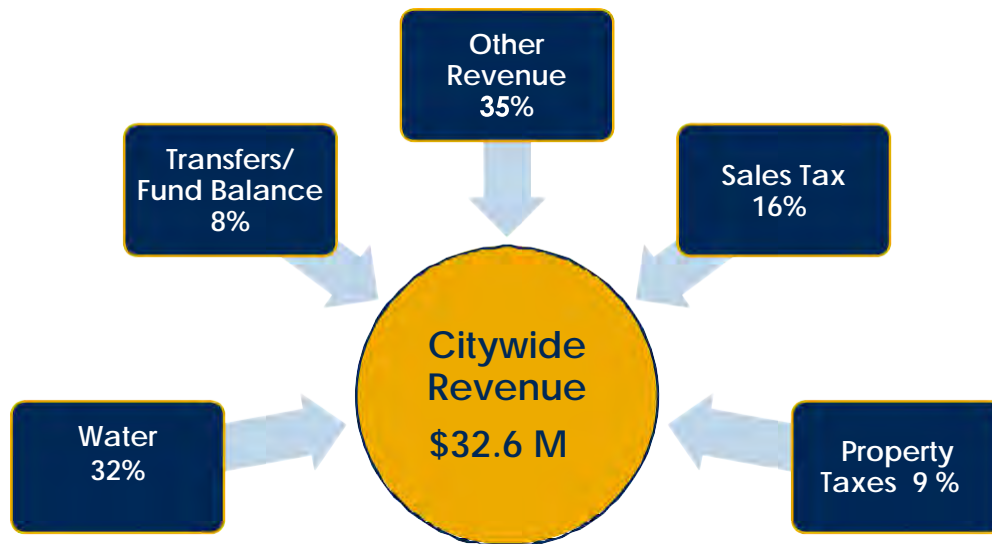 Other
Revenue
35%
Transfers/
Fund Balance
8%
Sales Tax
16%
Citywide
Revenue
$32.6 M
Water
32%
Property
Taxes 9 %